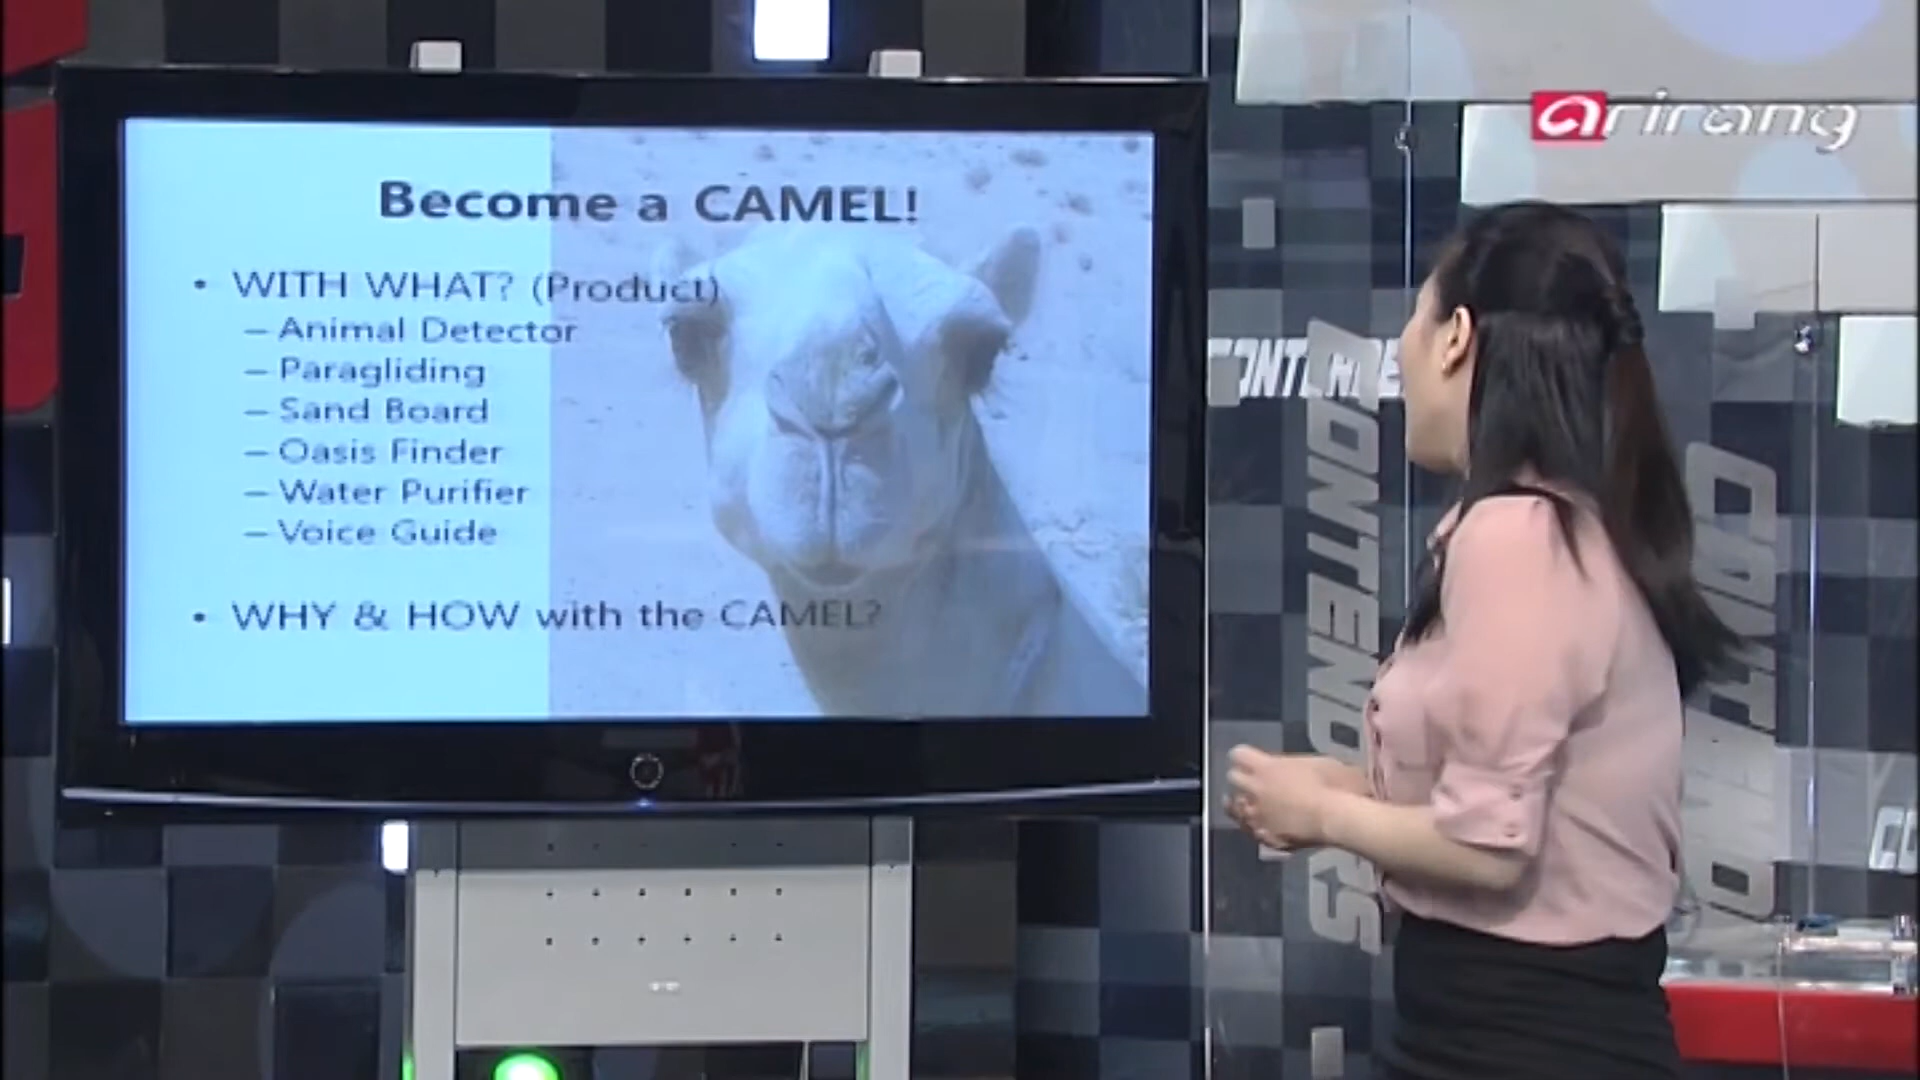 arirang
Become a CAMEL!
• WITH WHAT? (Product)
– Animal Detector
– Paragliding
– Sand Board
– Oasis Finder
– Water Purifier
– Voice Guide
• WHY & HOW with the CAMEL?
CONTENDERS